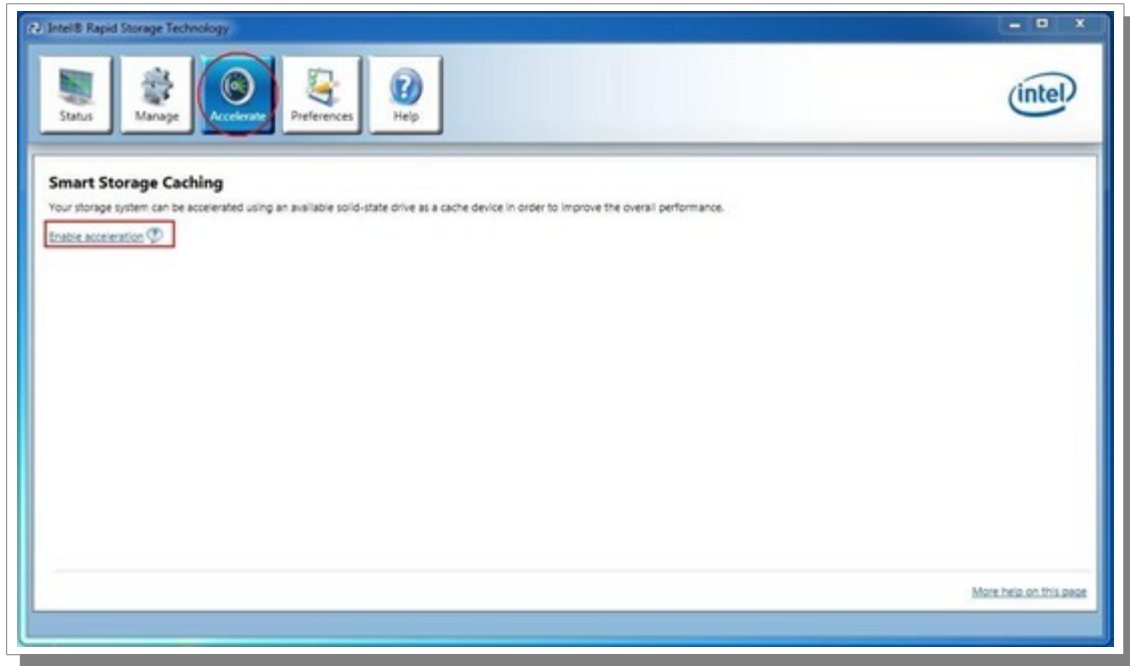 Intel® Rapid Storage Technology
Status Manage Accelerate Preferences Help
intel
Smart Storage Caching
Your storage system can be accelerated using an available solid-state drive as a cache device in order to improve the overall performance.
Enable acceleration
More help on this page